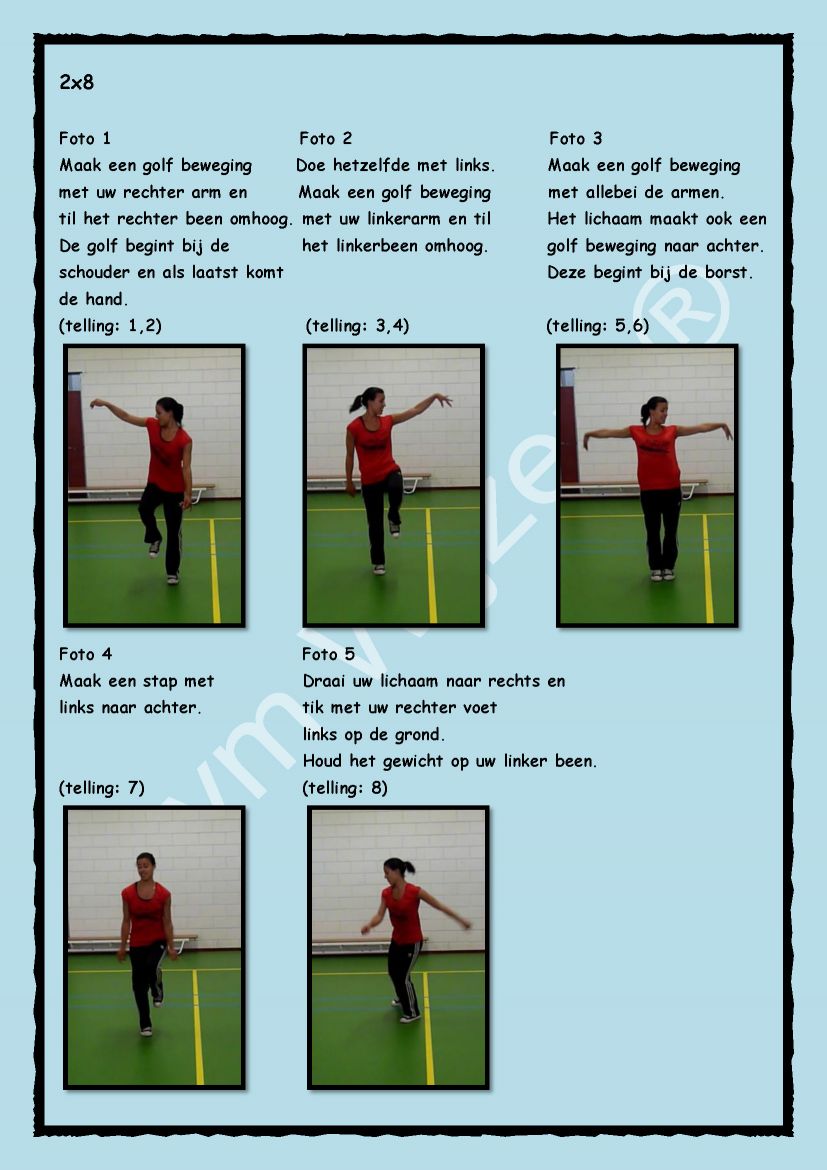 2x8
Foto 1
Maak een golf beweging
met uw rechter arm en
til het rechter been omhoog.
De golf begint bij de
schouder en als laatst komt
de hand.
(telling: 1,2)
Foto 2
Doe hetzelfde met links.
Maak een golf beweging
met uw linkerarm en til
het linkerbeen omhoog.
(telling: 3,4)
Foto 3
Maak een golf beweging
met allebei de armen.
Het lichaam maakt ook een
golf beweging naar achter.
Deze begint bij de borst.
(telling: 5,6)
Foto 4
Maak een stap met
links naar achter.
(telling: 7)
Foto 5
Draai uw lichaam naar rechts en
tik met uw rechter voet
links op de grond.
Houd het gewicht op uw linker been.
(telling: 8)
®